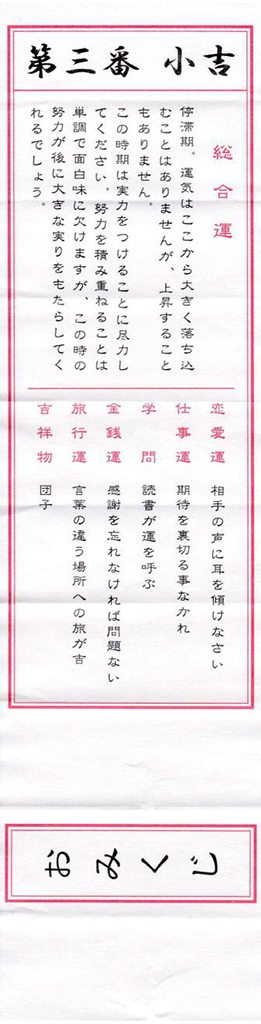 第三番 小吉
総合運
停滞期。運気はここから大きく落ち込
むことはありませんが、上昇すること
もありません。
この時期は実力をつけることに尽力し
てください。努力を積み重ねることは
単調で面白味に欠けますが、この時の
努力が後に大きな実りをもたらしてく
れるでしょう。
恋愛運 相手の声に耳を傾けなさい
仕事運 期待を裏切る事なかれ
学問 読書が運を呼ぶ
金銭運 感謝を忘れなければ問題ない
旅行運 言葉の違う場所への旅が吉
吉祥物 団子
おみくじ